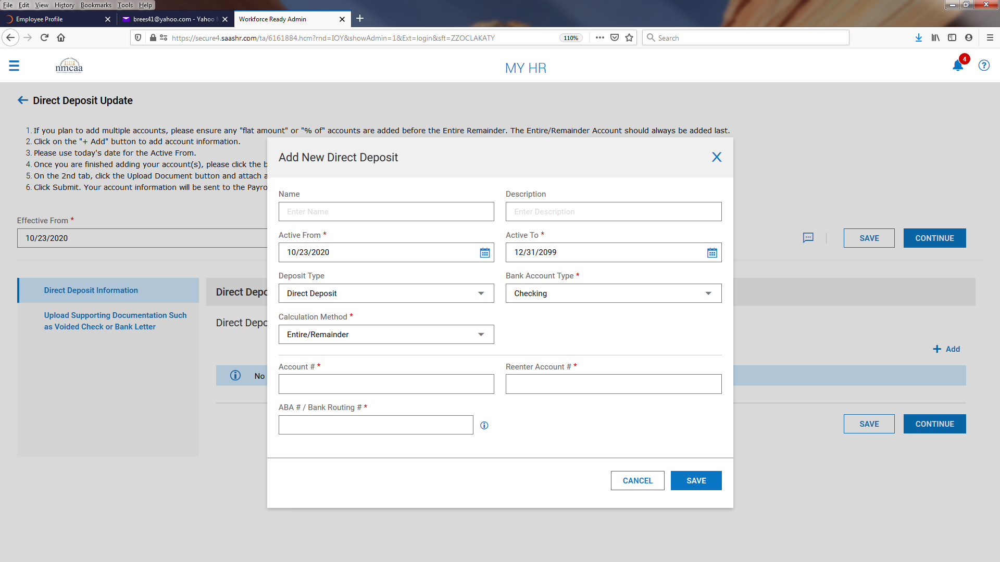 File Edit View History Bookmarks Tools Help
Employee Profile
brees41@yahoo.com - Yahoo
Workforce Ready Admin
https://secure4.saashr.com/ta/6161884.hcm?rnd=IOY&showAdmin=1&Ext=login&sft=ZZOCLAKATY
110%
Search
nmcaa
MY HR
4
Direct Deposit Update
1. If you plan to add multiple accounts, please ensure any "flat amount" or "% of" accounts are added before the Entire Remainder. The Entire/Remainder Account should always be added last.
2. Click on the "+ Add" button to add account information.
3. Please use today's date for the Active From.
4. Once you are finished adding your account(s), please click the b
5. On the 2nd tab, click the Upload Document button and attach a
6. Click Submit. Your account information will be sent to the Payro
Effective From *
10/23/2020
SAVE
CONTINUE
Direct Deposit Information
Upload Supporting Documentation Such
as Voided Check or Bank Letter
Direct Depo
Direct Depo
+ Add
No
SAVE
CONTINUE
Add New Direct Deposit
X
Name
Enter Name
Description
Enter Description
Active From *
10/23/2020
Active To *
12/31/2099
Deposit Type
Direct Deposit
Bank Account Type *
Checking
Calculation Method *
Entire/Remainder
Account # *
Reenter Account # *
ABA # / Bank Routing # *
CANCEL
SAVE